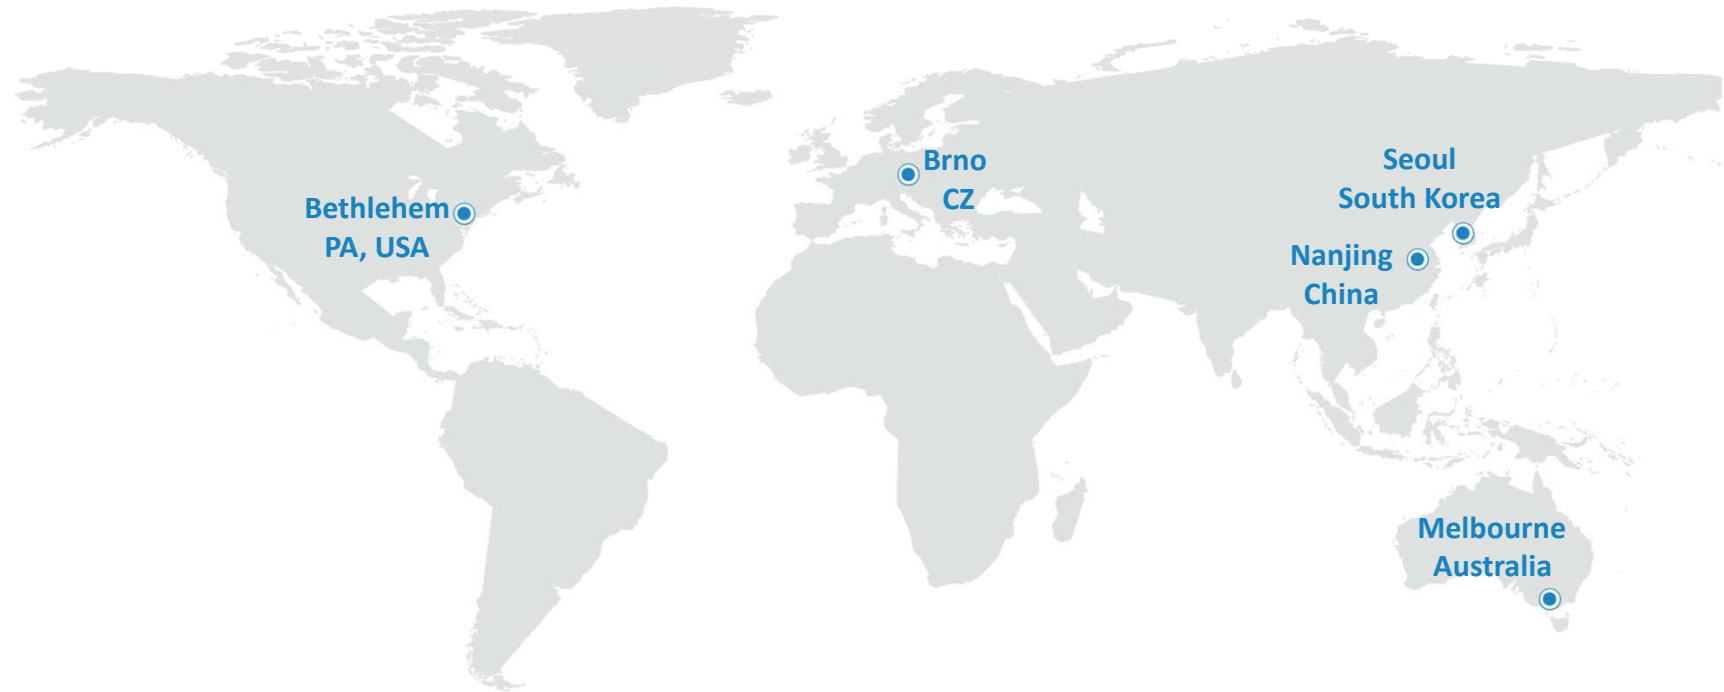 Bethlehem
PA, USA
Brno
CZ
Seoul
South Korea
Nanjing
China
Melbourne
Australia